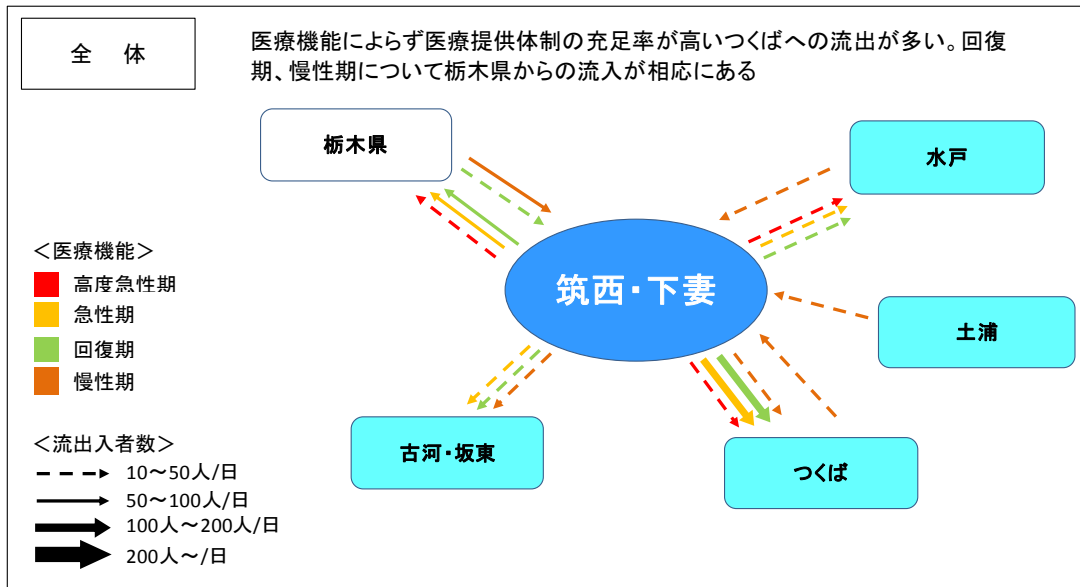 全 体
医療機能によらず医療提供体制の充足率が高いつくばへの流出が多い。回復
期、慢性期について栃木県からの流入が相応にある
栃木県
水戸
筑西・下妻
土浦
古河・坂東
つくば
＜医療機能＞
高度急性期
急性期
回復期
慢性期
＜流出入者数＞
10～50人/日
50～100人/日
100人～200人/日
200人～/日